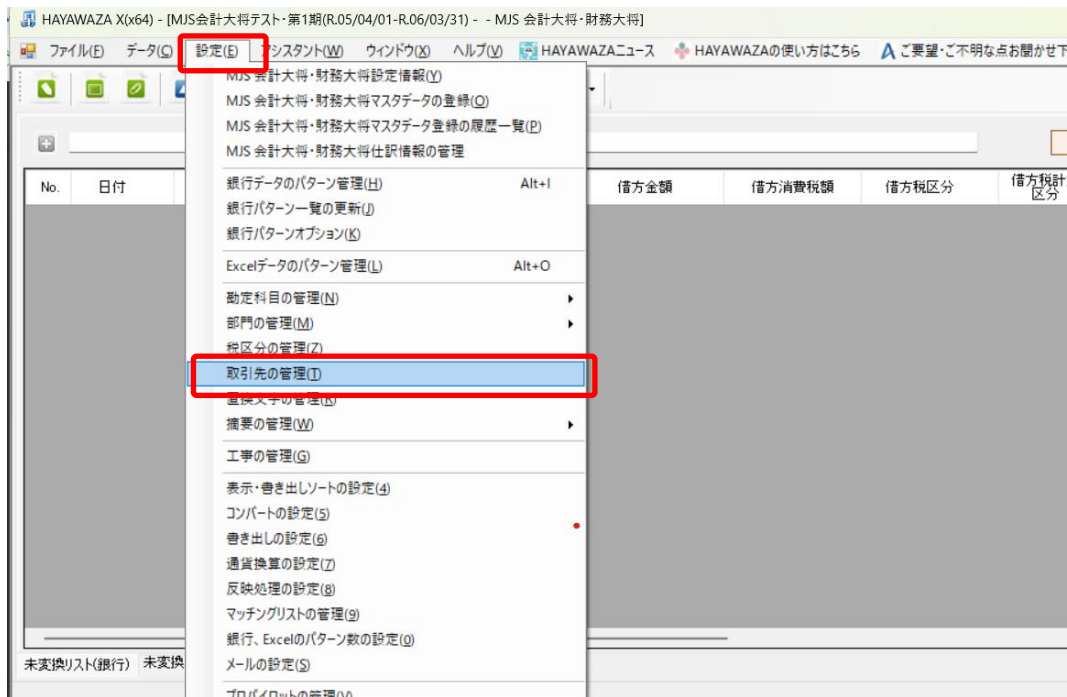 HAYAWAZA X(x64) - [MJS会計大将テスト・第1期(R.05/04/01-R.06/03/31) - - MJS 会計大将・財務大将]
ファイル(F) データ(C) 設定(E) アシスタント(W) ウィンドウ(X) ヘルプ(V) HAYAWAZAニュース HAYAWAZAの使い方はこちら ご要望・ご不明な点お聞かせ下
MJS 会計大将・財務大将設定情報(Y)
MJS 会計大将・財務大将マスタデータの登録(O)
MJS 会計大将・財務大将マスタデータ登録の履歴一覧(P)
MJS 会計大将・財務大将仕訳情報の管理
No. 日付 借方金額 借方消費税額 借方税区分 借方税計
区分
銀行データのパターン管理(H) Alt+I
銀行パターン一覧の更新(J)
銀行パターンオプション(K)
Excelデータのパターン管理(L) Alt+O
勘定科目の管理(N)
部門の管理(M)
税区分の管理(Z)
取引先の管理(T)
置換文字の管理(R)
摘要の管理(W)
工事の管理(G)
表示・書き出しソートの設定(4)
コンバートの設定(5)
書き出しの設定(6)
通貨換算の設定(7)
反映処理の設定(8)
マッチングリストの管理(9)
銀行、Excelのパターン数の設定(0)
メールの設定(S)
プロパイロットの管理(V)
未変換リスト(銀行) 未変換